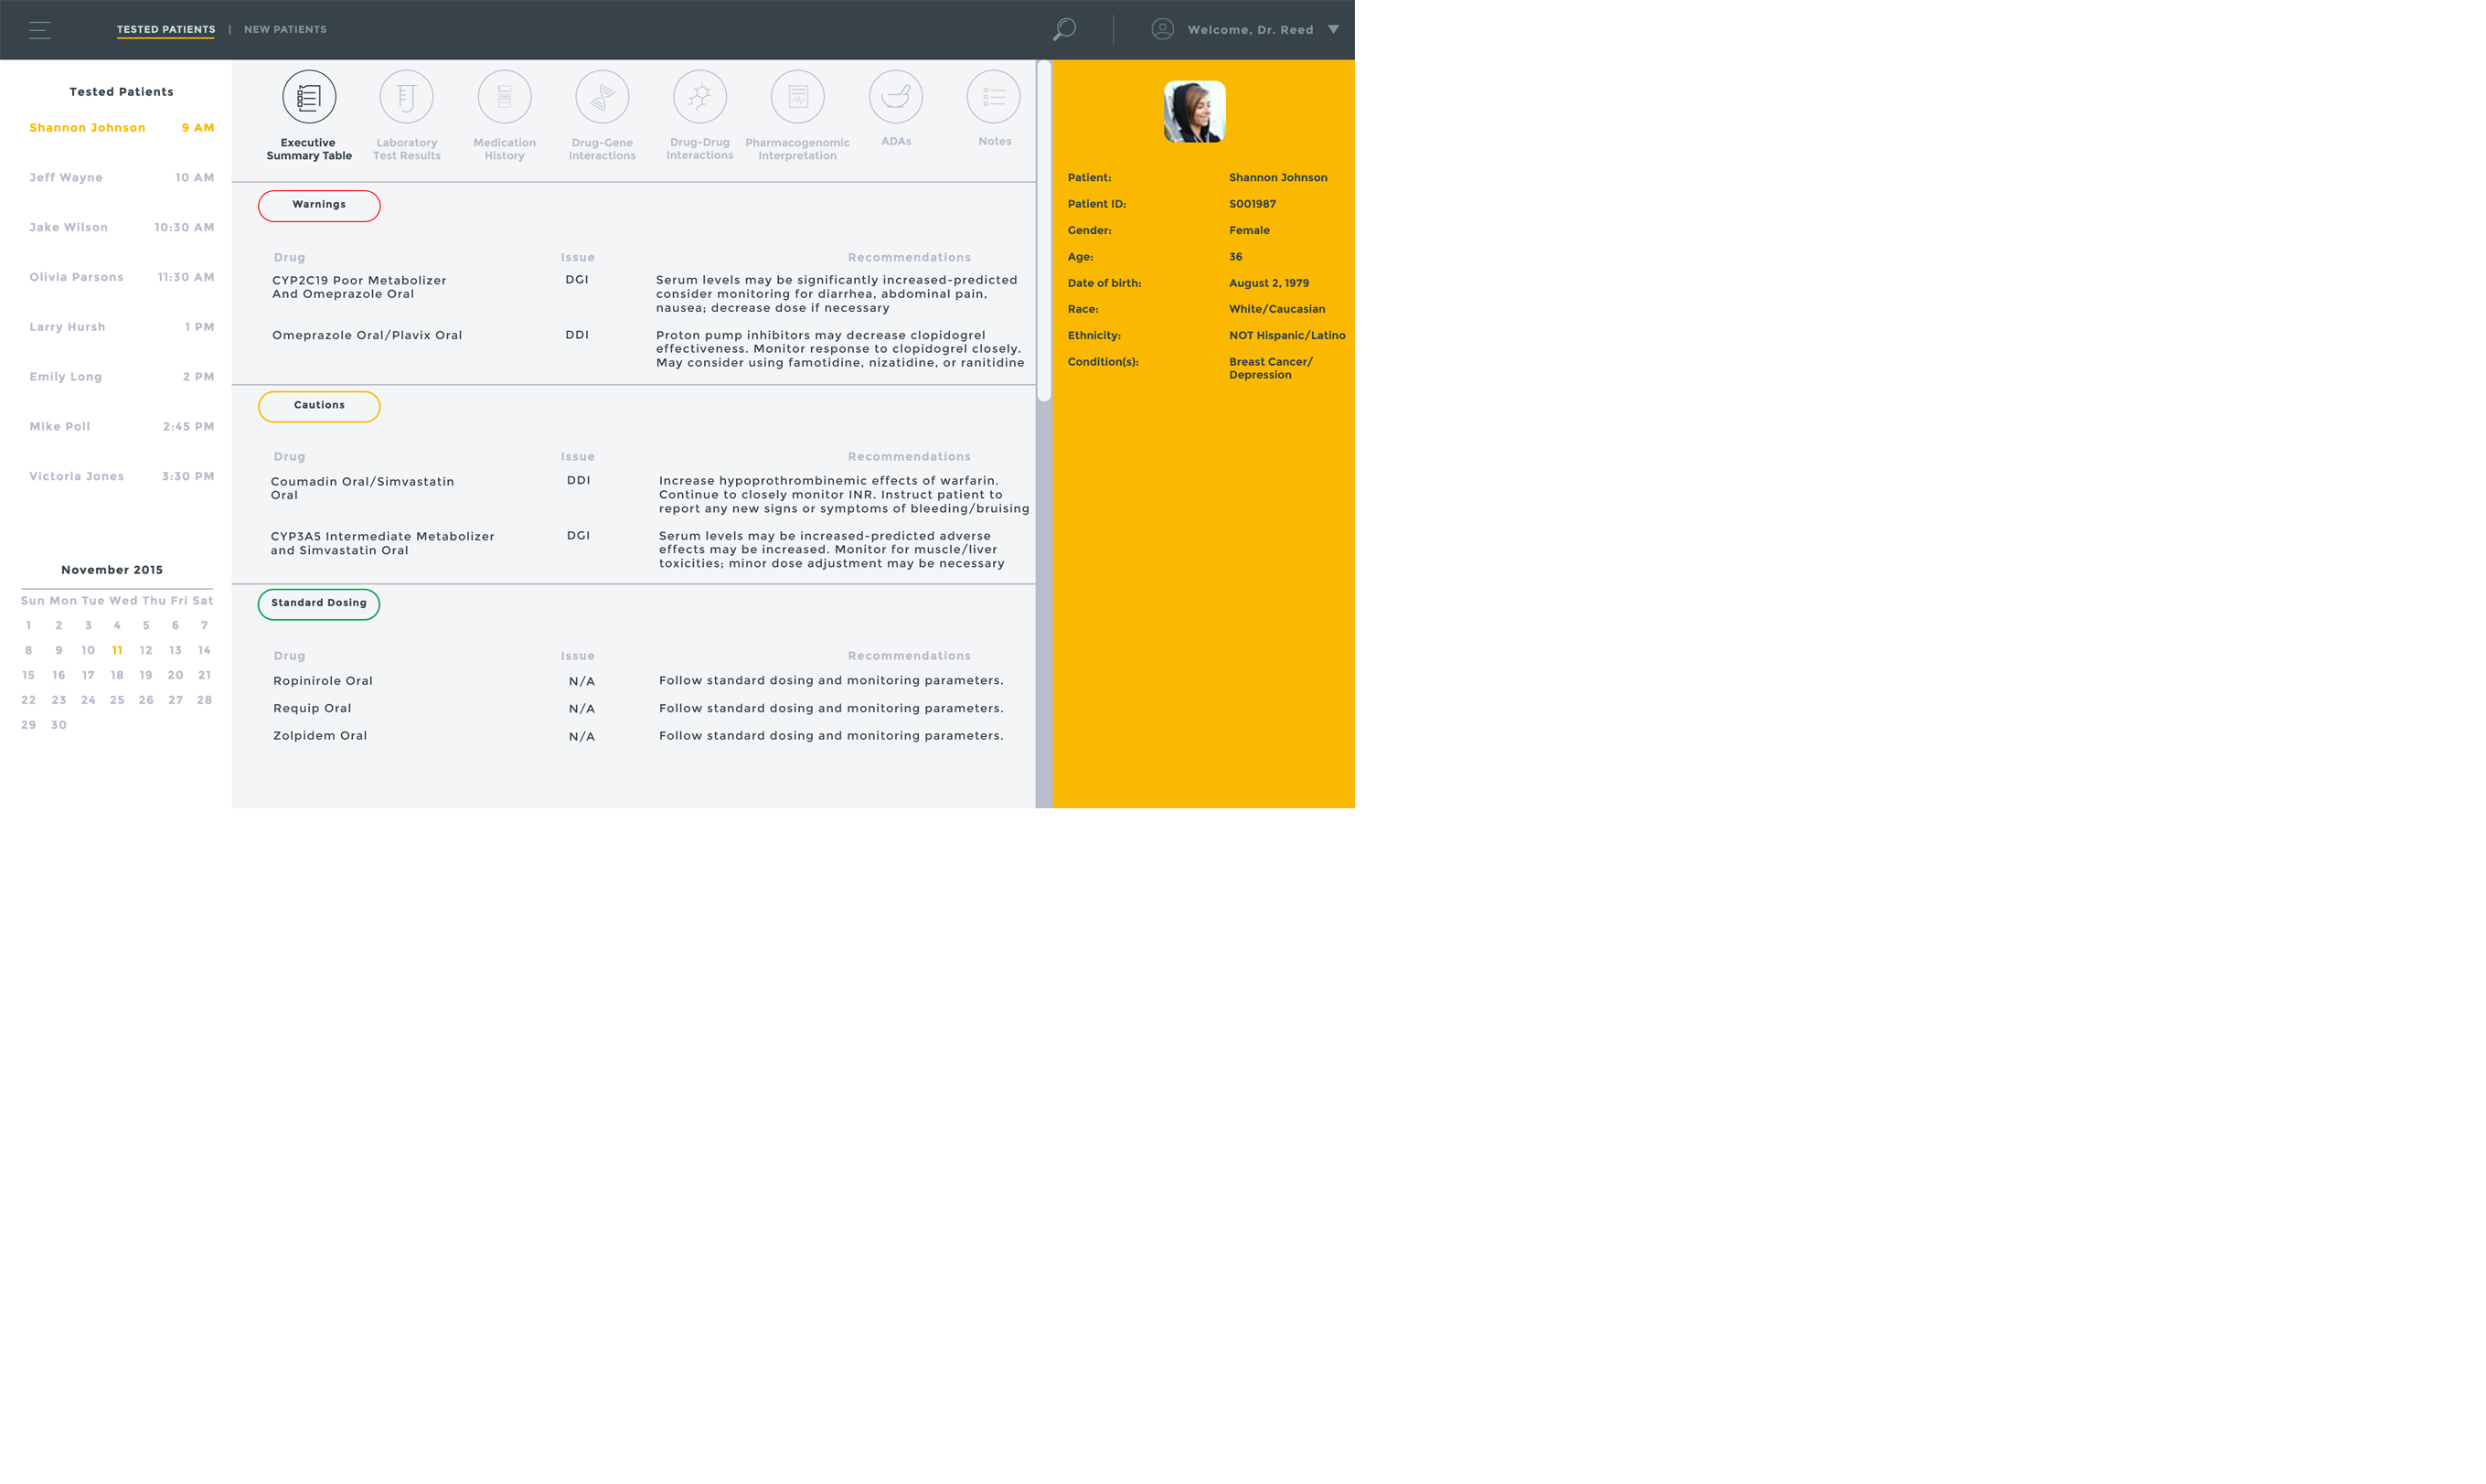 TESTED PATIENTS | NEW PATIENTS
Welcome, Dr. Reed
Tested Patients
Shannon Johnson 9 AM
Jeff Wayne 10 AM
Jake Wilson 10:30 AM
Olivia Parsons 11:30 AM
Larry Hursh 1 PM
Emily Long 2 PM
Mike Poll 2:45 PM
Victoria Jones 3:30 PM
November 2015
Sun Mon Tue Wed Thu Fri Sat
1 2 3 4 5 6 7
8 9 10 11 12 13 14
15 16 17 18 19 20 21
22 23 24 25 26 27 28
29 30
Executive
Summary Table
Laboratory
Test Results
Medication
History
Drug-Gene
Interactions
Drug-Drug
Interactions
Pharmacogenomic
Interpretation
ADAs
Notes
Warnings
Drug Issue Recommendations
CYP2C19 Poor Metabolizer
And Omeprazole Oral
DGI
Serum levels may be significantly increased-predicted
consider monitoring for diarrhea, abdominal pain,
nausea; decrease dose if necessary
Omeprazole Oral/Plavix Oral
DDI
Proton pump inhibitors may decrease clopidogrel
effectiveness. Monitor response to clopidogrel closely.
May consider using famotidine, nizatidine, or ranitidine
Cautions
Drug Issue Recommendations
Coumadin Oral/Simvastatin
Oral
DDI
Increase hypoprothrombinemic effects of warfarin.
Continue to closely monitor INR. Instruct patient to
report any new signs or symptoms of bleeding/bruising
CYP3A5 Intermediate Metabolizer
and Simvastatin Oral
DGI
Serum levels may be increased-predicted adverse
effects may be increased. Monitor for muscle/liver
toxicities; minor dose adjustment may be necessary
Standard Dosing
Drug Issue Recommendations
Ropinirole Oral N/A Follow standard dosing and monitoring parameters.
Requip Oral N/A Follow standard dosing and monitoring parameters.
Zolpidem Oral N/A Follow standard dosing and monitoring parameters.
Patient: Shannon Johnson
Patient ID: S001987
Gender: Female
Age: 36
Date of birth: August 2, 1979
Race: White/Caucasian
Ethnicity: NOT Hispanic/Latino
Condition(s): Breast Cancer/
Depression